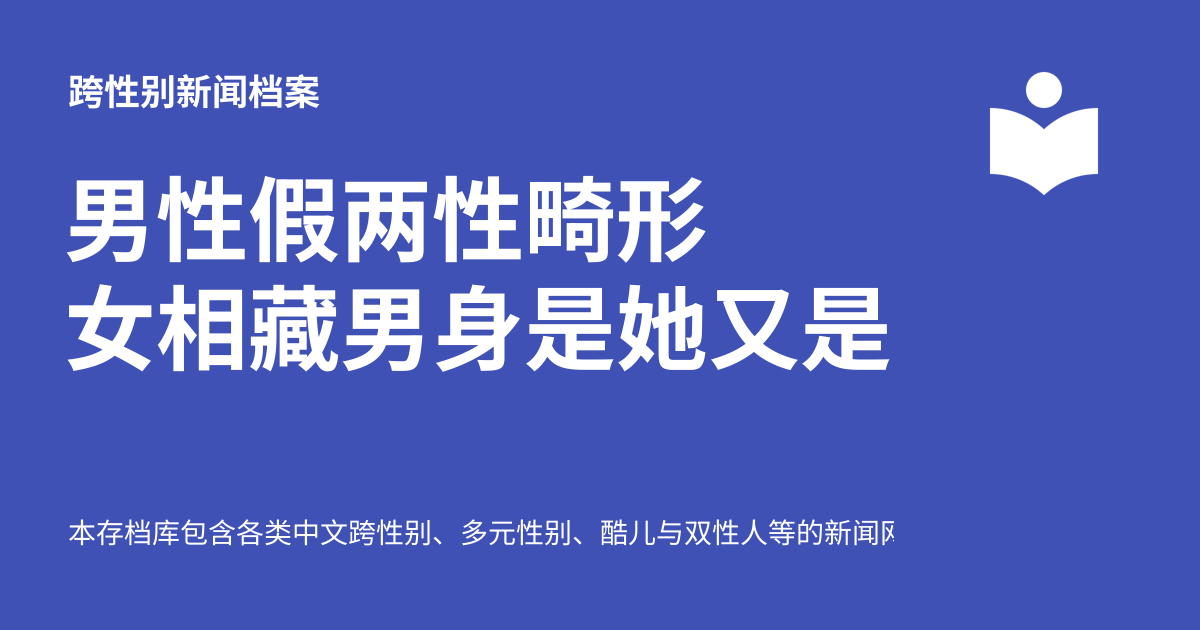 跨性别新闻档案
男性假两性畸形
女相藏男身是她又是
本存档库包含各类中文跨性别、多元性别、酷儿与双性人等的新闻